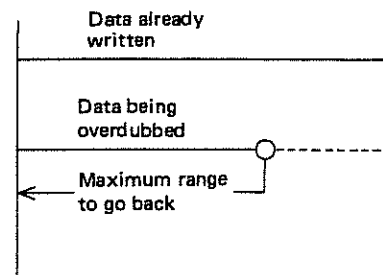 Data already
written
Data being
overdubbed
Maximum range
to go back